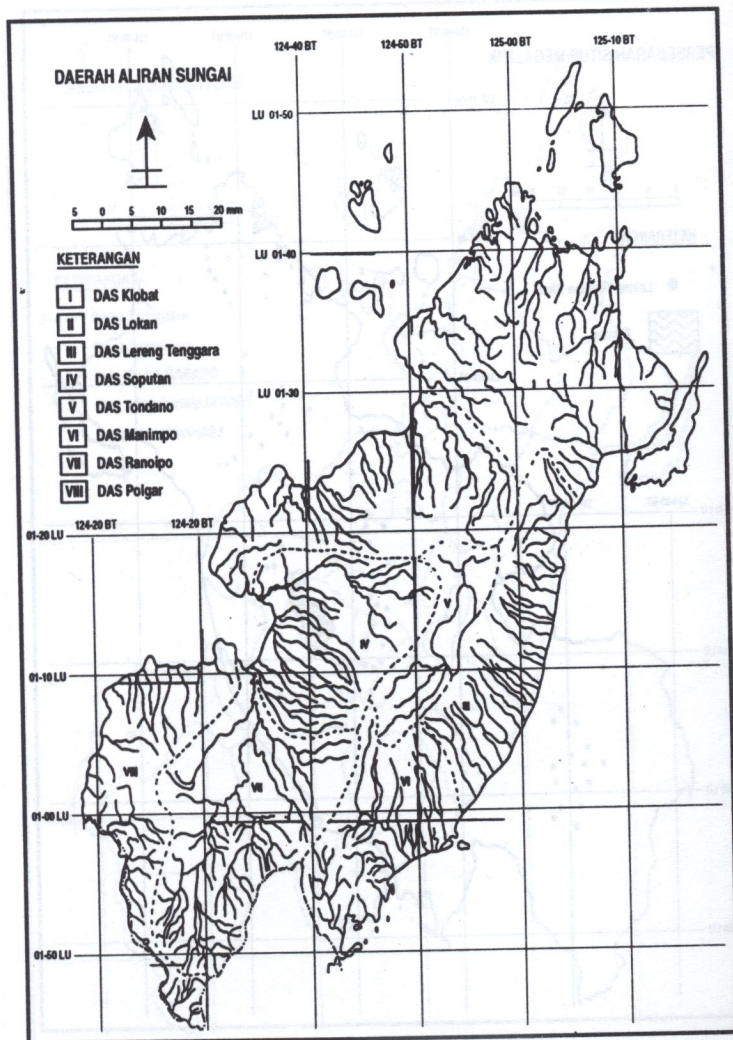 124-40 BT 124-50 BT 125-00 BT 125-10 BT
DAERAH ALIRAN SUNGAI
LU 01-50
5 0 5 10 15 20 mm
LU 01-40
KETERANGAN
I DAS Klobat
II DAS Lokan
III DAS Lereng Tenggara
IV DAS Soputan
V DAS Tondano
VI DAS Manimpo
VII DAS Ranoipo
VIII DAS Polgar
LU 01-30
124-20 BT 124-20 BT
01-20 LU
V
IV
01-10 LU
III
VIII
VII
VI
01-00 LU
01-50 LU